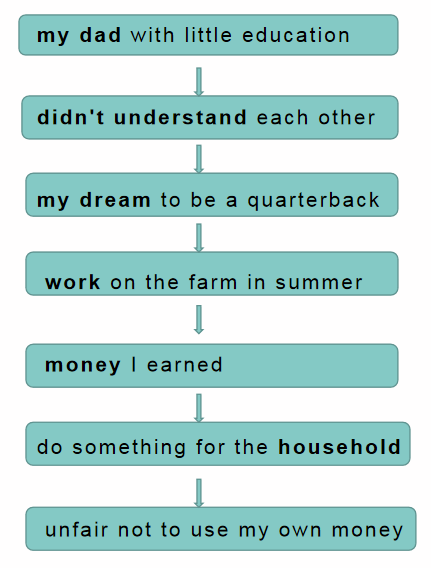 my dad with little education
didn't understand each other
my dream to be a quarterback
work on the farm in summer
money I earned
do something for the household
unfair not to use my own money